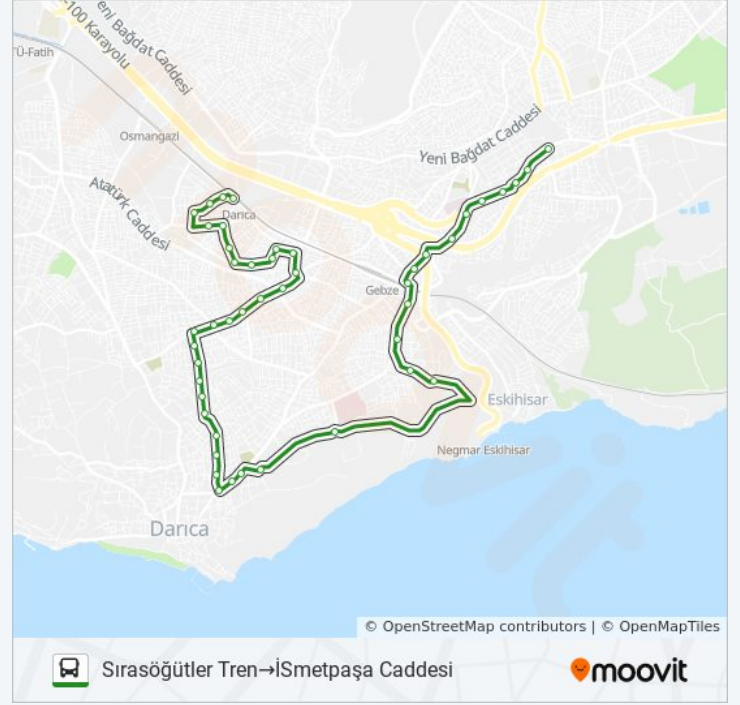 Yeni Bağdat Caddesi
-100 Karayolu
Ü-Fatih
Osmangazi
Yeni Bağdat Caddesi
Atatürk Caddesi
Darıca
Gebze
Eskihisar
Negmar Eskihisar
Darıca
© OpenStreetMap contributors | © OpenMapTiles
Sırasöğütler Tren→İSmetpaşa Caddesi
moovit